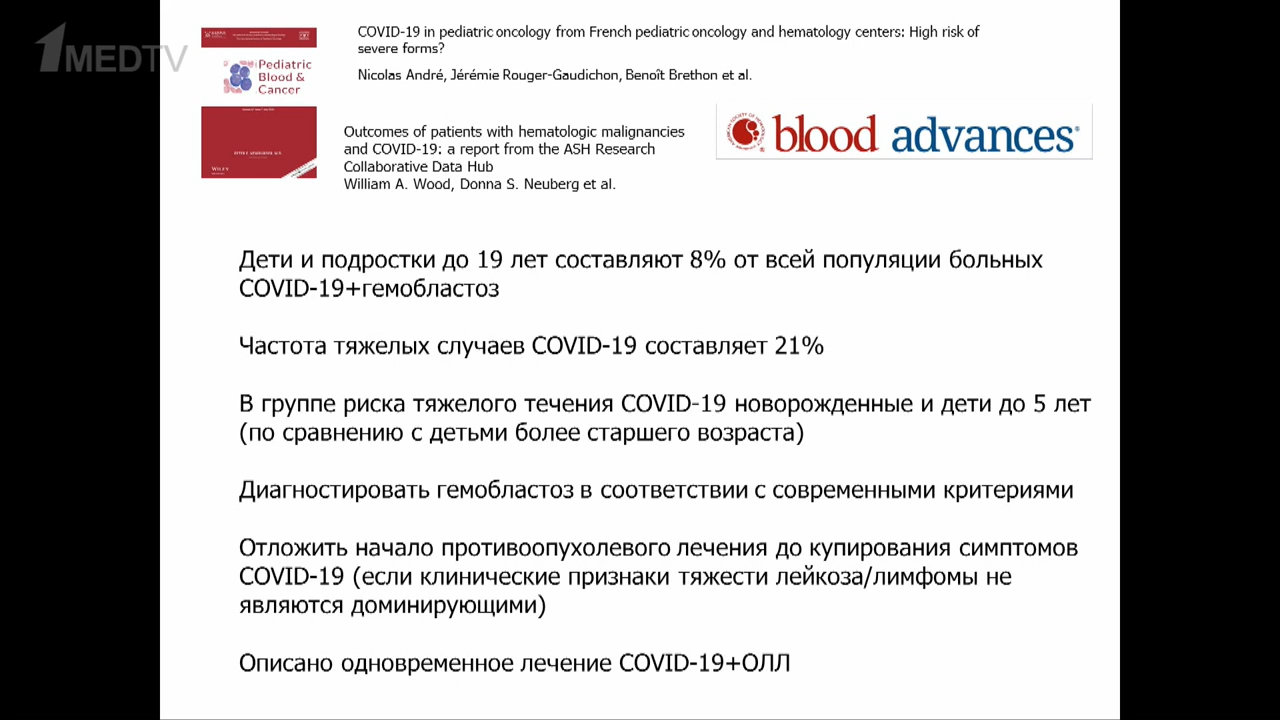 1MEDTV
COVID-19 in pediatric oncology from French pediatric oncology and hematology centers: High risk of
severe forms?
Nicolas André, Jérémie Rouger-Gaudichon, Benoît Brethon et al.
Pediatric
Blood &
Cancer
WILEY
Outcomes of patients with hematologic malignancies
and COVID-19: a report from the ASH Research
Collaborative Data Hub
William A. Wood, Donna S. Neuberg et al.
blood advances®
Дети и подростки до 19 лет составляют 8% от всей популяции больных
COVID-19+гемобластоз
Частота тяжелых случаев COVID-19 составляет 21%
В группе риска тяжелого течения COVID-19 новорожденные и дети до 5 лет
(по сравнению с детьми более старшего возраста)
Диагностировать гемобластоз в соответствии с современными критериями
Отложить начало противоопухолевого лечения до купирования симптомов
COVID-19 (если клинические признаки тяжести лейкоза/лимфомы не
являются доминирующими)
Описано одновременное лечение COVID-19+ОЛЛ